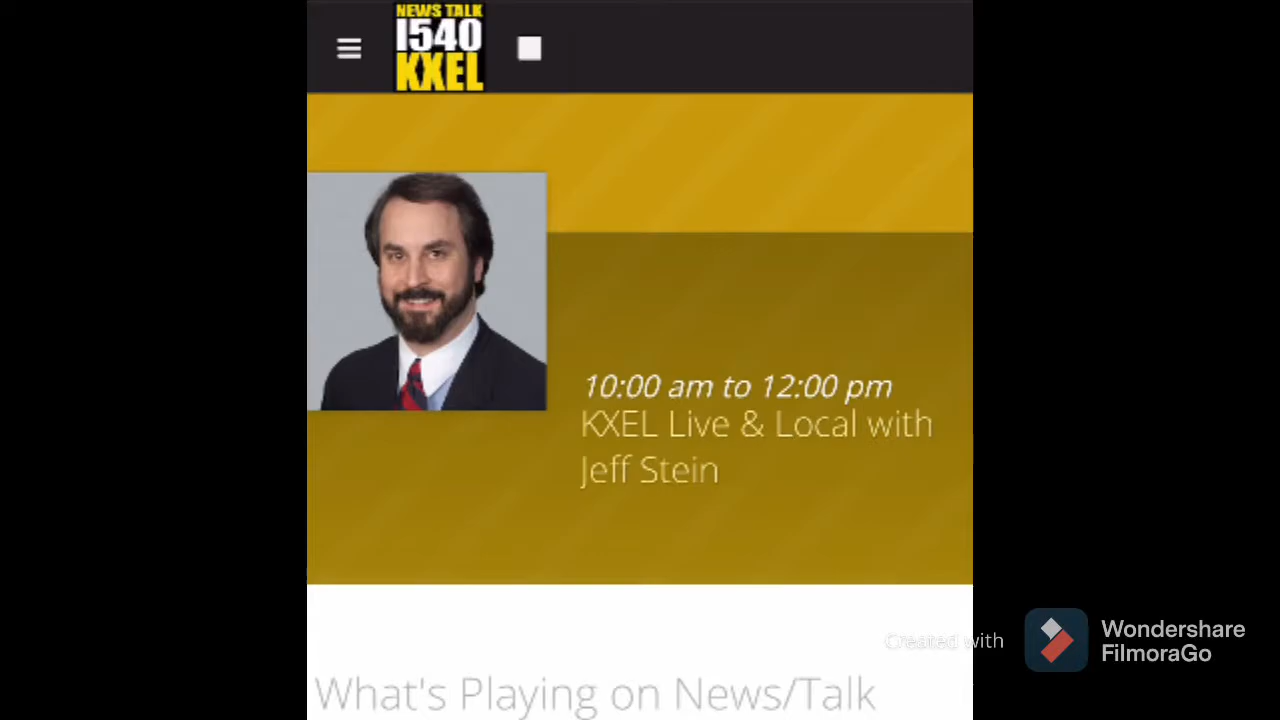 NEWS TALK
1540
KXEL
10:00 am to 12:00 pm
KXEL Live & Local with
Jeff Stein
What's Playing on News/Talk
Created with
Wondershare
FilmoraGo